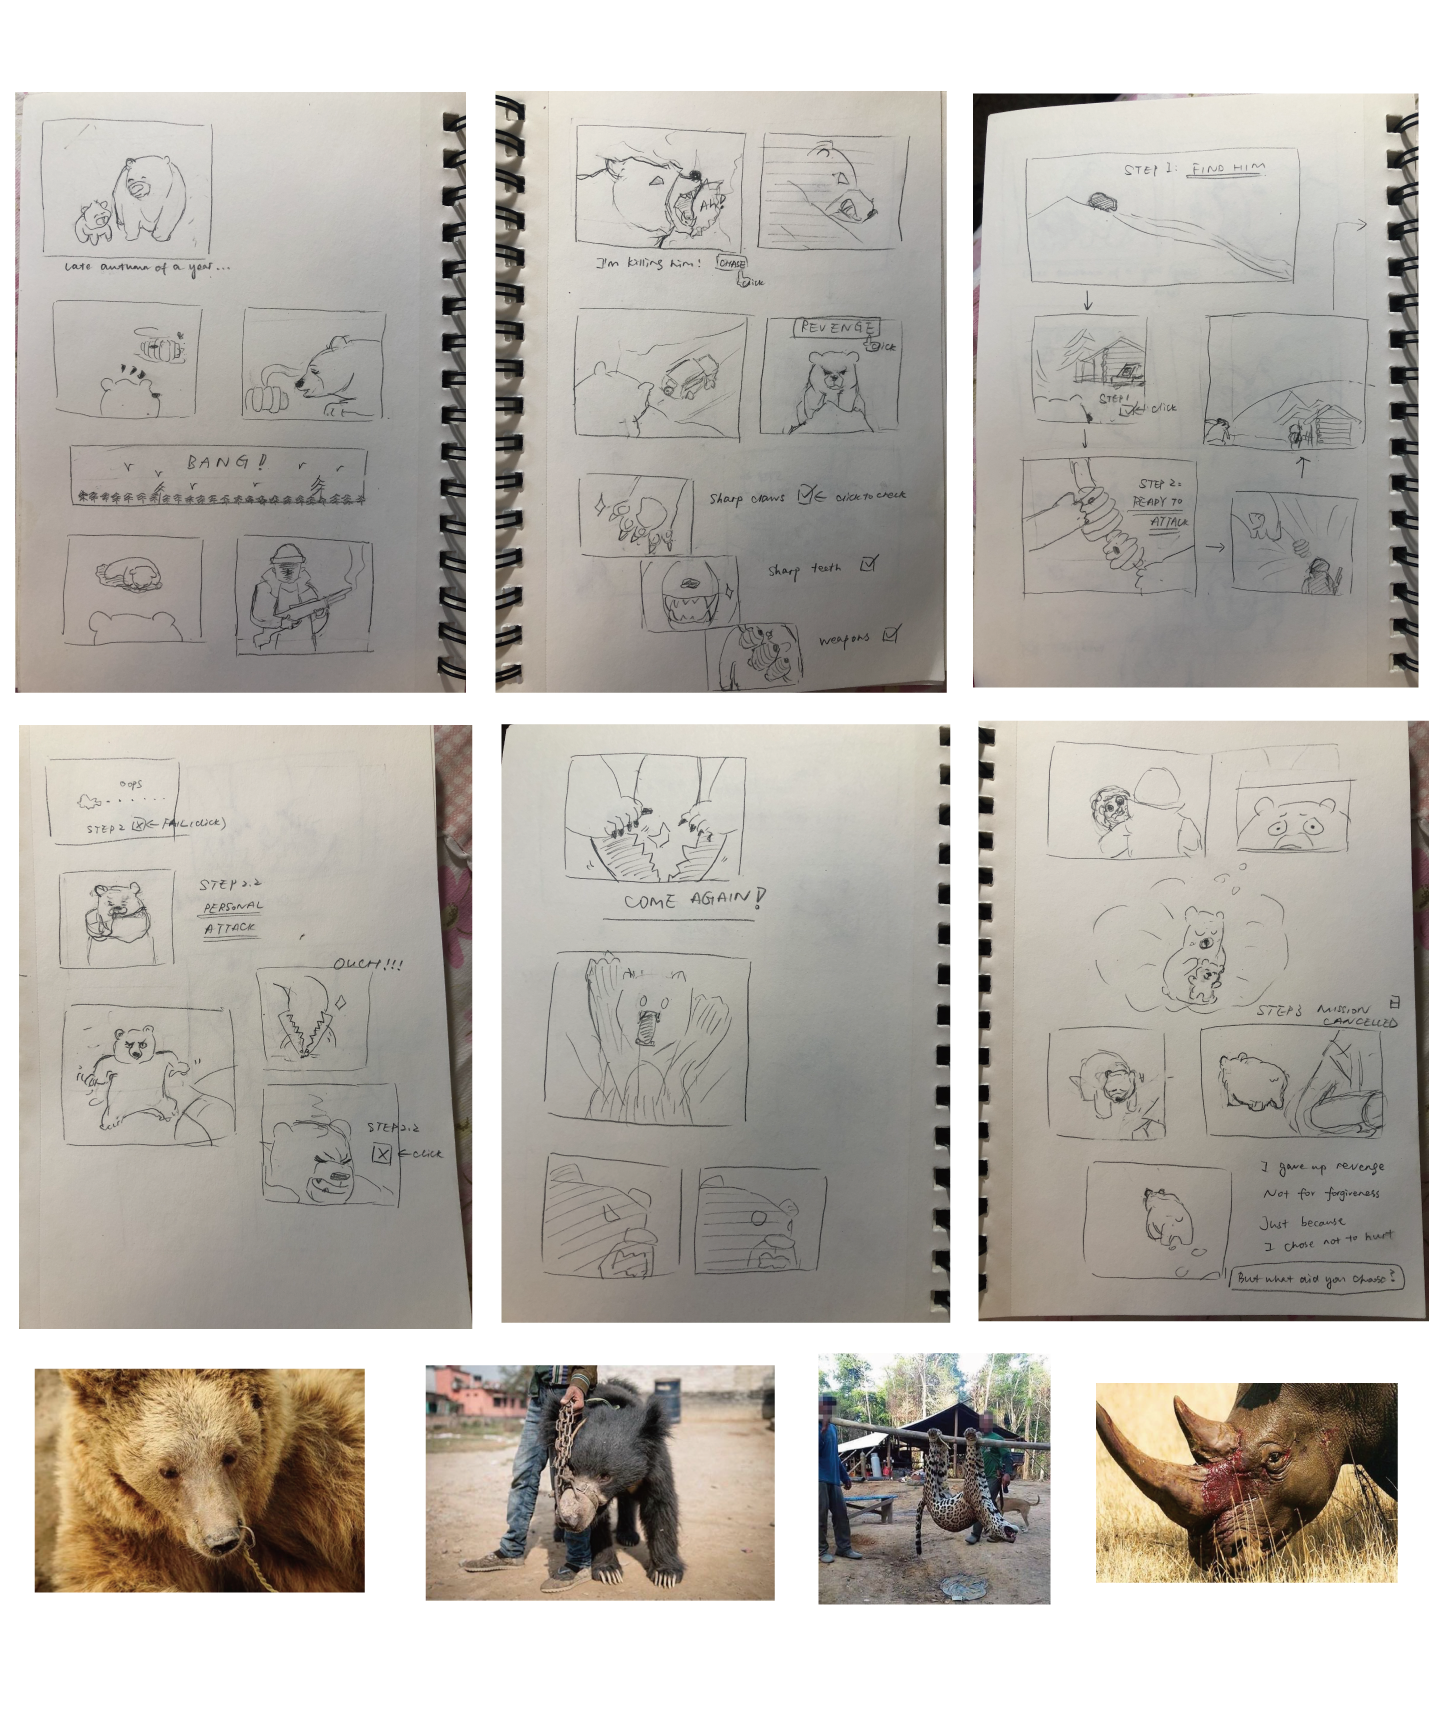 late autumn of a year...
BANG!
AH!
I'm killing him!
CHASE
click
REVENGE
click
sharp claws
click to check
sharp teeth
weapons
STEP 1: FIND HIM
STEP 1
click
STEP 2:
READY TO
ATTACK
oops
STEP 2
FAIL (click)
STEP 2.2
PERSONAL
ATTACK
OUCH!!!
STEP 2.2
click
COME AGAIN!
STEP3 MISSION
CANCELLED
I gave up revenge
Not for forgiveness
Just because
I chose not to hurt
But what did you choose?